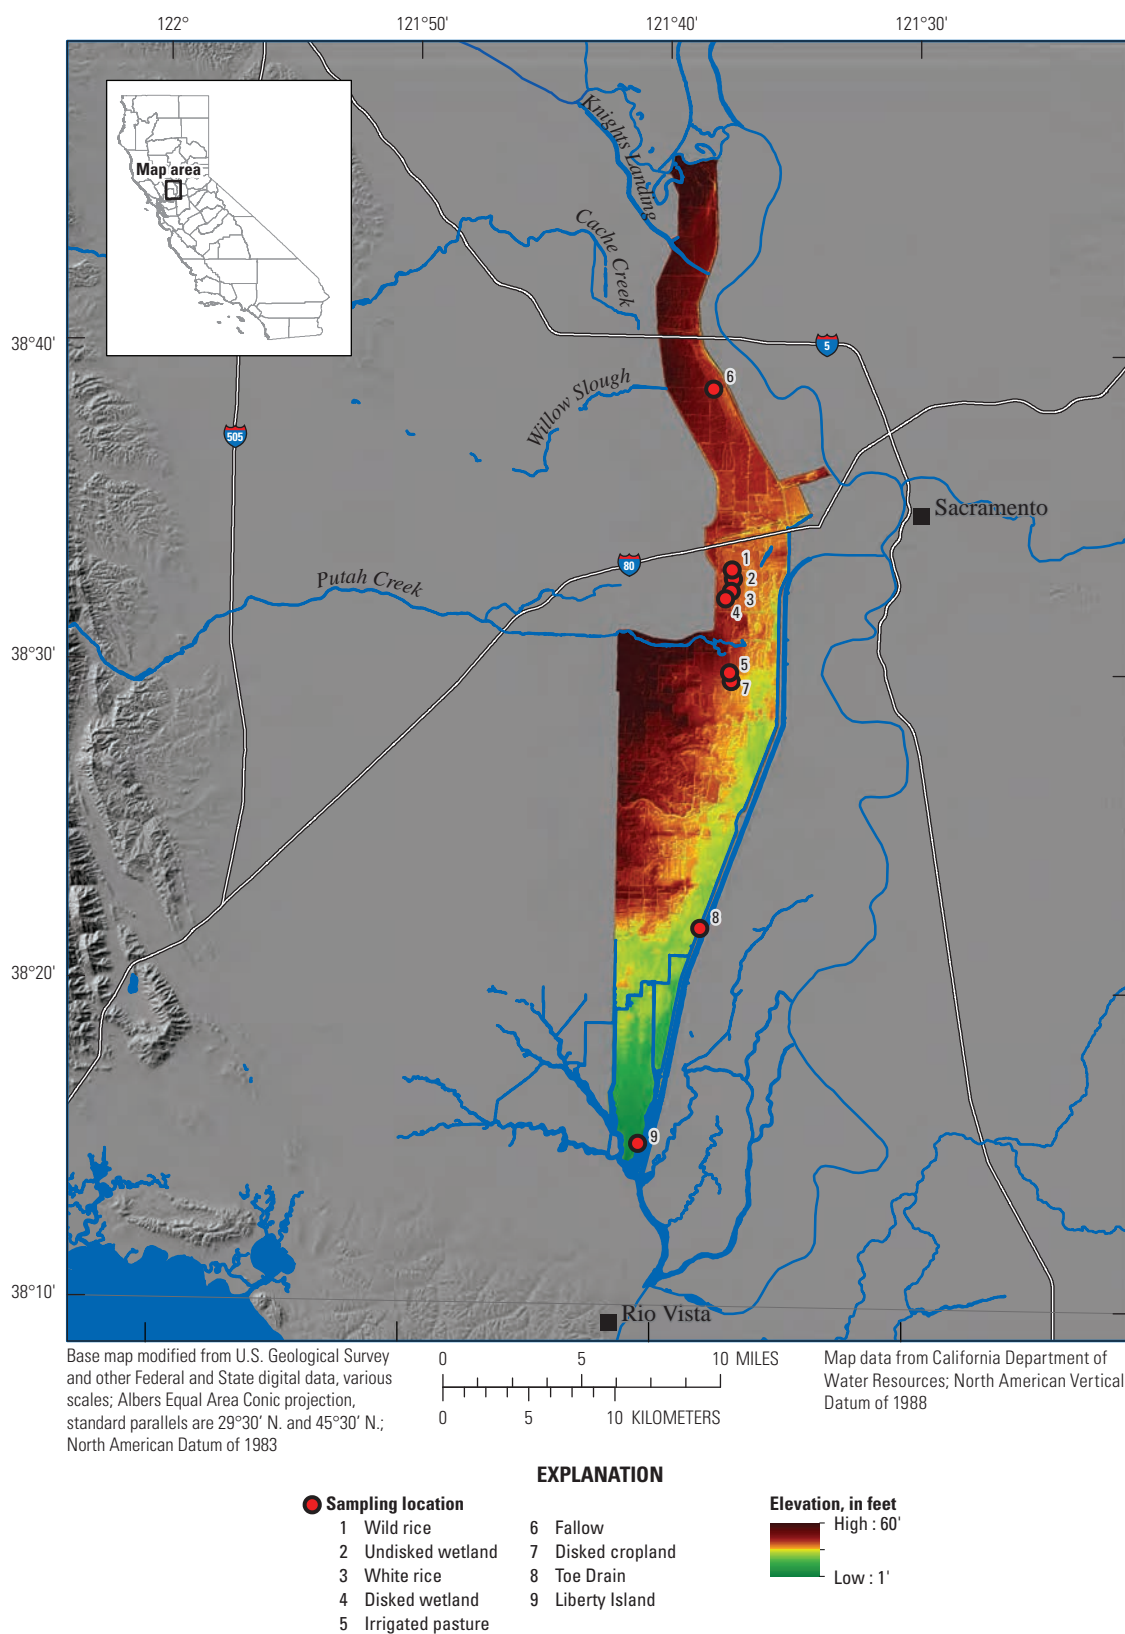 122°
121°50'
121°40'
121°30'
Map area
Knights Landing
Cache Creek
38°40'
5
6
Willow Slough
505
Sacramento
80
1
2
3
4
Putah Creek
38°30'
5
7
8
38°20'
9
38°10'
Rio Vista
Base map modified from U.S. Geological Survey
and other Federal and State digital data, various
scales; Albers Equal Area Conic projection,
standard parallels are 29°30’ N. and 45°30’ N.;
North American Datum of 1983
0 5 10 MILES
0 5 10 KILOMETERS
Map data from California Department of
Water Resources; North American Vertical
Datum of 1988
EXPLANATION
Sampling location
1 Wild rice
2 Undisked wetland
3 White rice
4 Disked wetland
5 Irrigated pasture
6 Fallow
7 Disked cropland
8 Toe Drain
9 Liberty Island
Elevation, in feet
High : 60'
Low : 1'